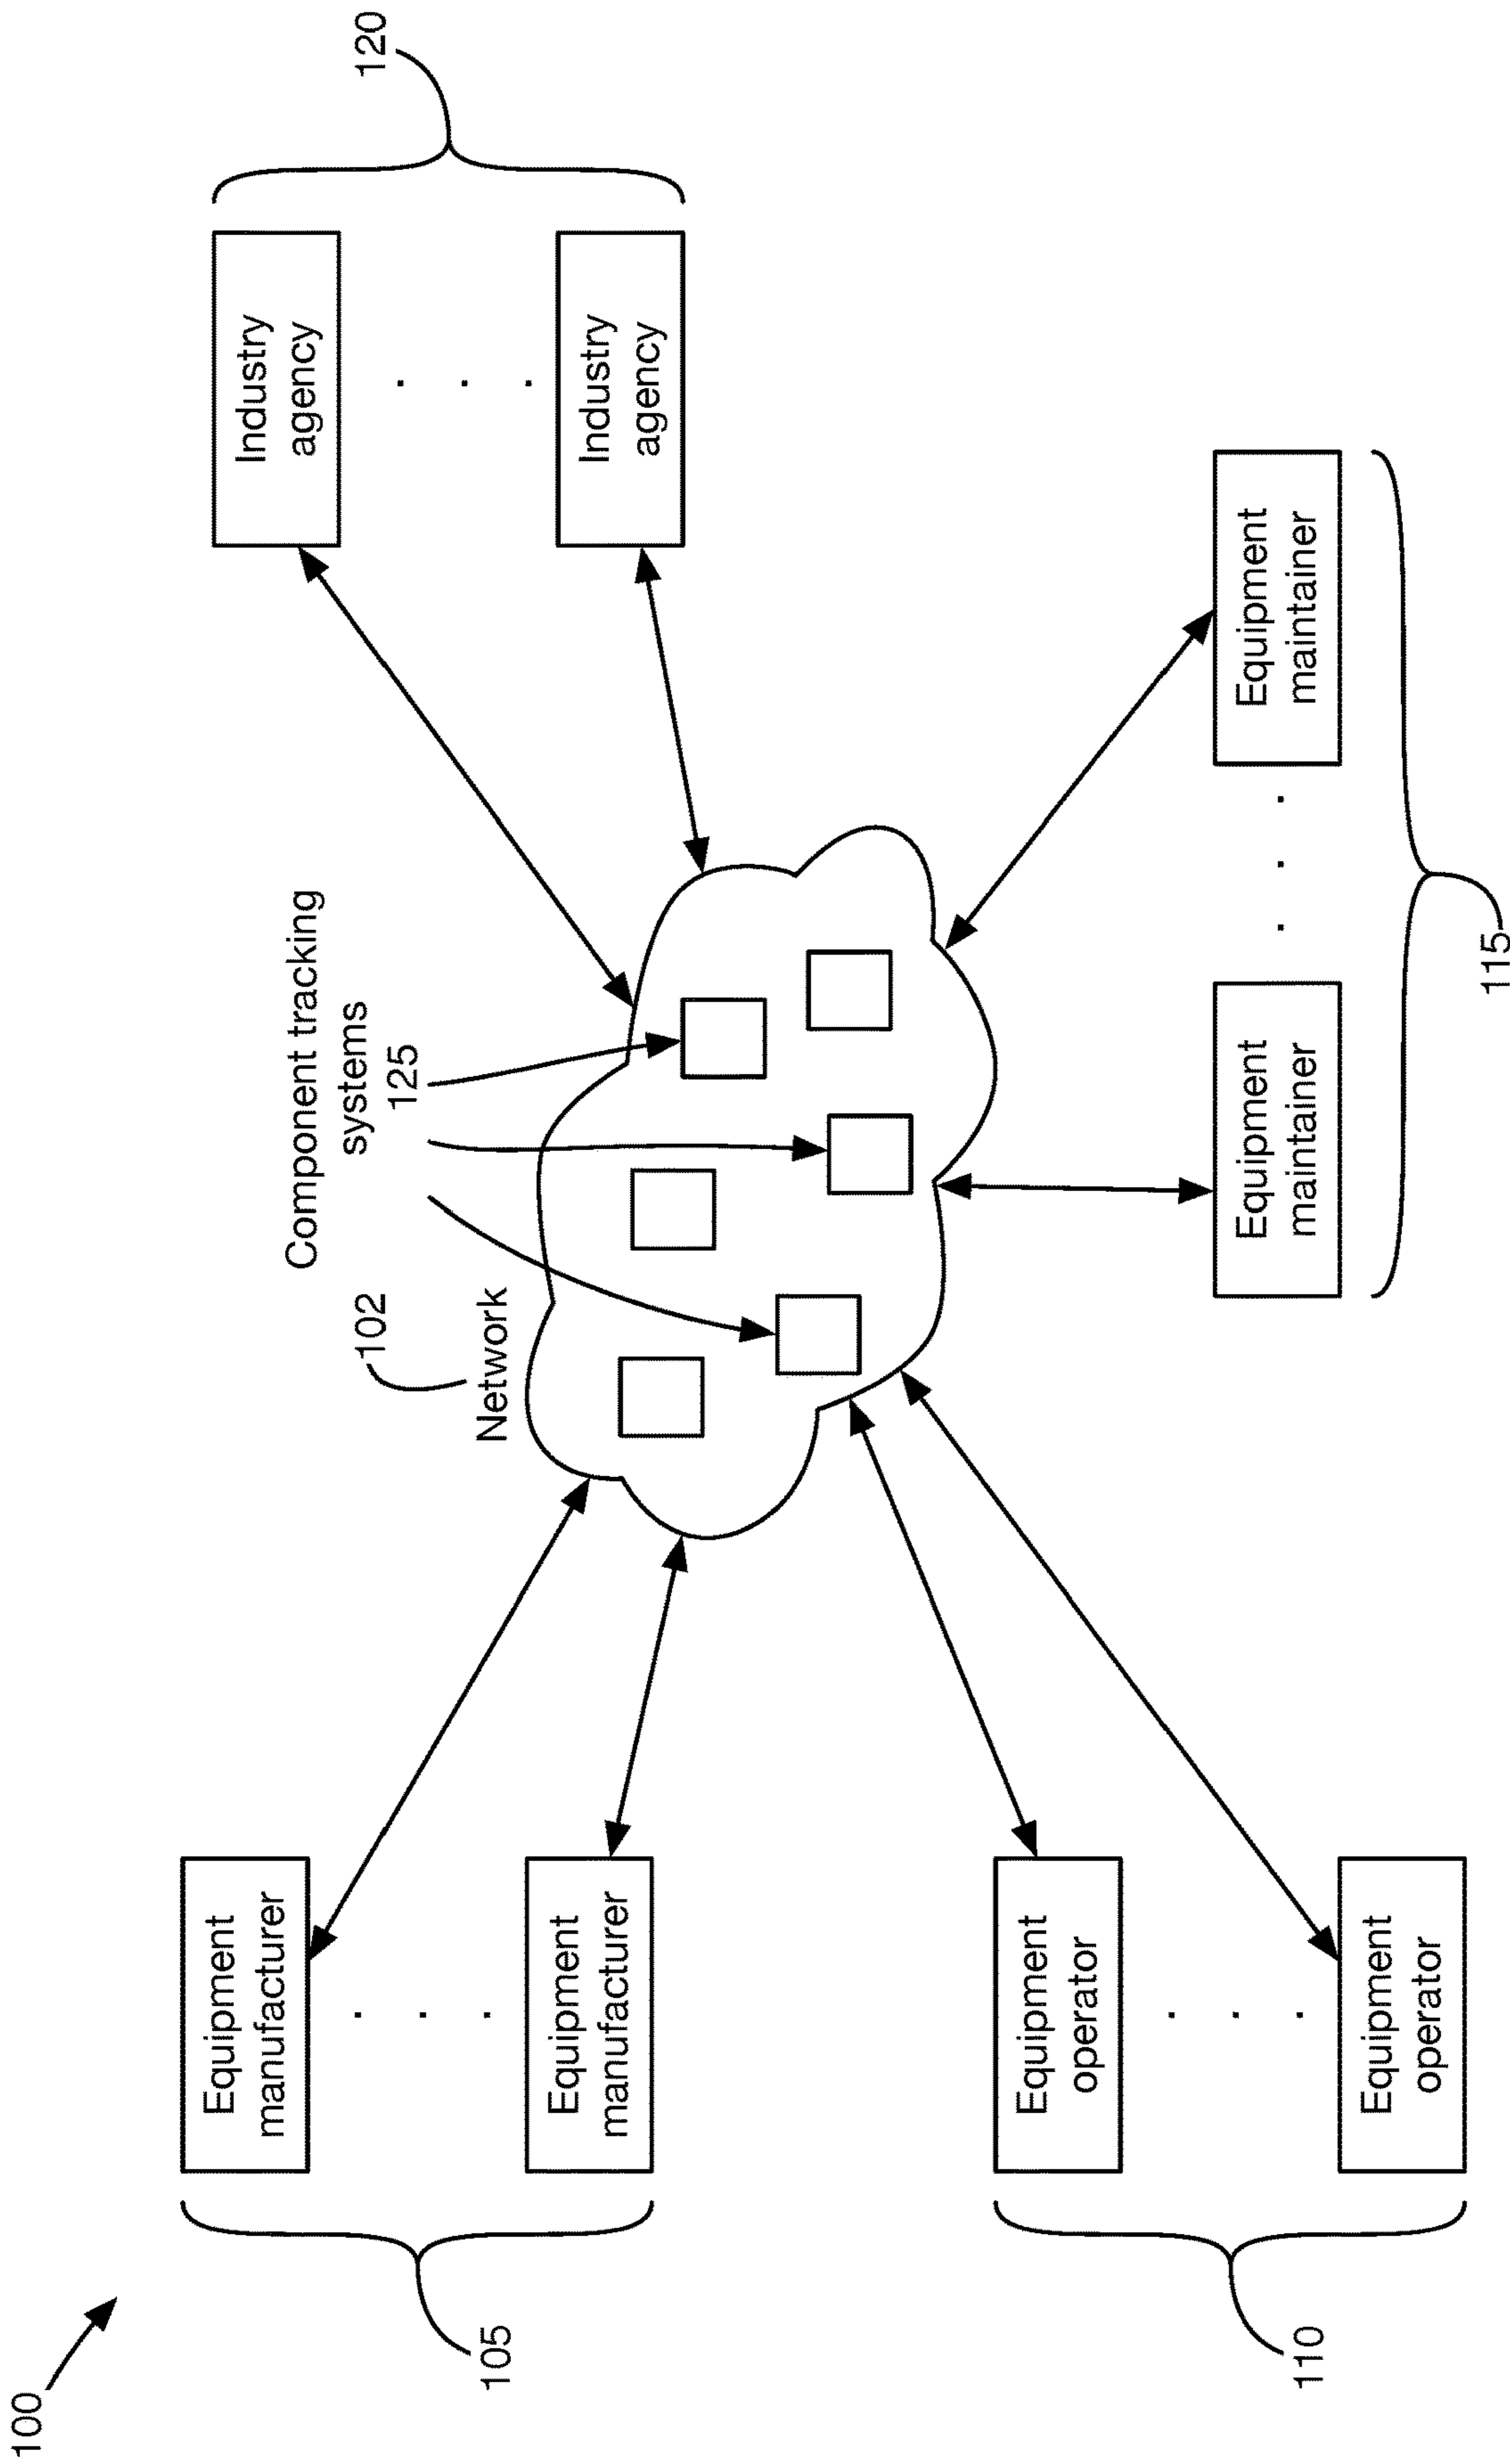 100
Equipment
manufacturer
. . .
Equipment
manufacturer
105
Equipment
operator
. . .
Equipment
operator
110
102
Network
Component tracking
systems
125
Industry
agency
. . .
Industry
agency
120
Equipment
maintainer
. . .
Equipment
maintainer
115